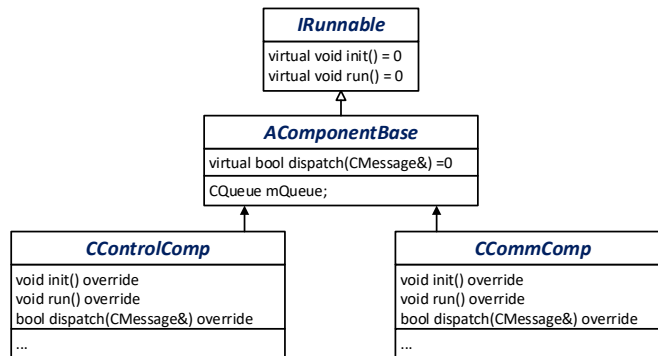 IRunnable
virtual void init() = 0
virtual void run() = 0
AComponentBase
virtual bool dispatch(CMessage&) =0
CQueue mQueue;
CControlComp
void init() override
void run() override
bool dispatch(CMessage&) override
...
CCommComp
void init() override
void run() override
bool dispatch(CMessage&) override
...